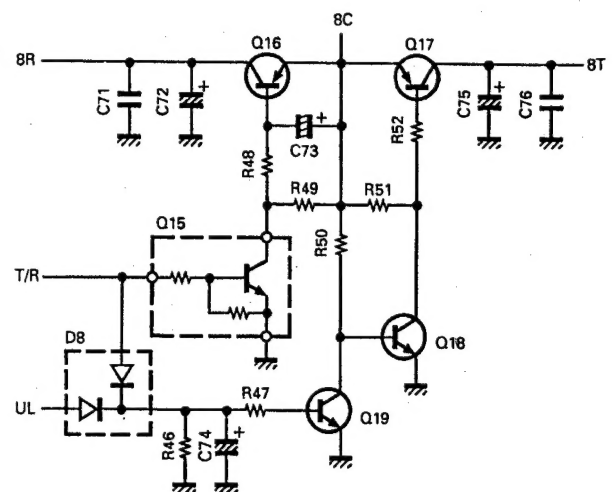 8C
Q16
Q17
8R
8T
C71
C72
+
C73
+
R52
C75
+
C76
R48
R49
R51
R50
Q15
T/R
D8
Q18
UL
R47
R46
C74
+
Q19